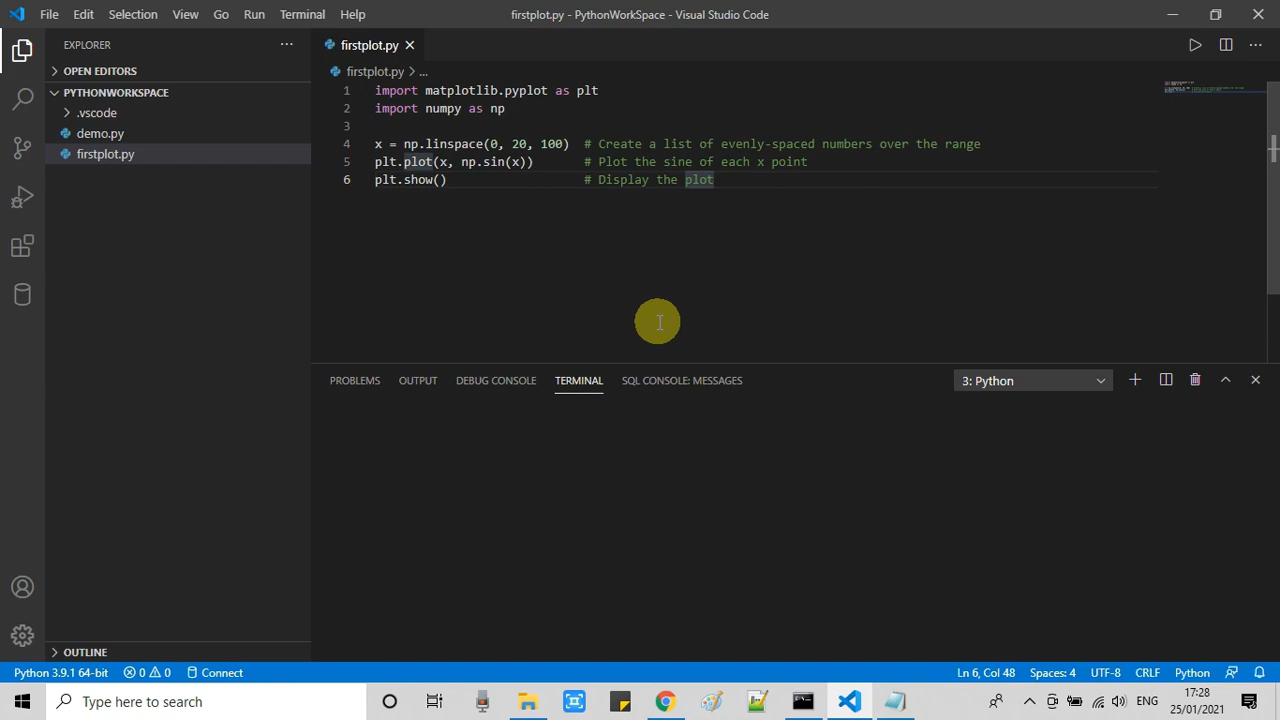 File Edit Selection View Go Run Terminal Help firstplot.py - PythonWorkSpace - Visual Studio Code
EXPLORER
OPEN EDITORS
PYTHONWORKSPACE
.vscode
demo.py
firstplot.py
OUTLINE
firstplot.py
firstplot.py > ...
1 import matplotlib.pyplot as plt
2 import numpy as np
3
4 x = np.linspace(0, 20, 100)  # Create a list of evenly-spaced numbers over the range
5 plt.plot(x, np.sin(x))       # Plot the sine of each x point
6 plt.show()                   # Display the plot
PROBLEMS OUTPUT DEBUG CONSOLE TERMINAL SQL CONSOLE: MESSAGES 3: Python
Python 3.9.1 64-bit 0 0 Connect Ln 6, Col 48 Spaces: 4 UTF-8 CRLF Python
Type here to search ENG 17:28
25/01/2021